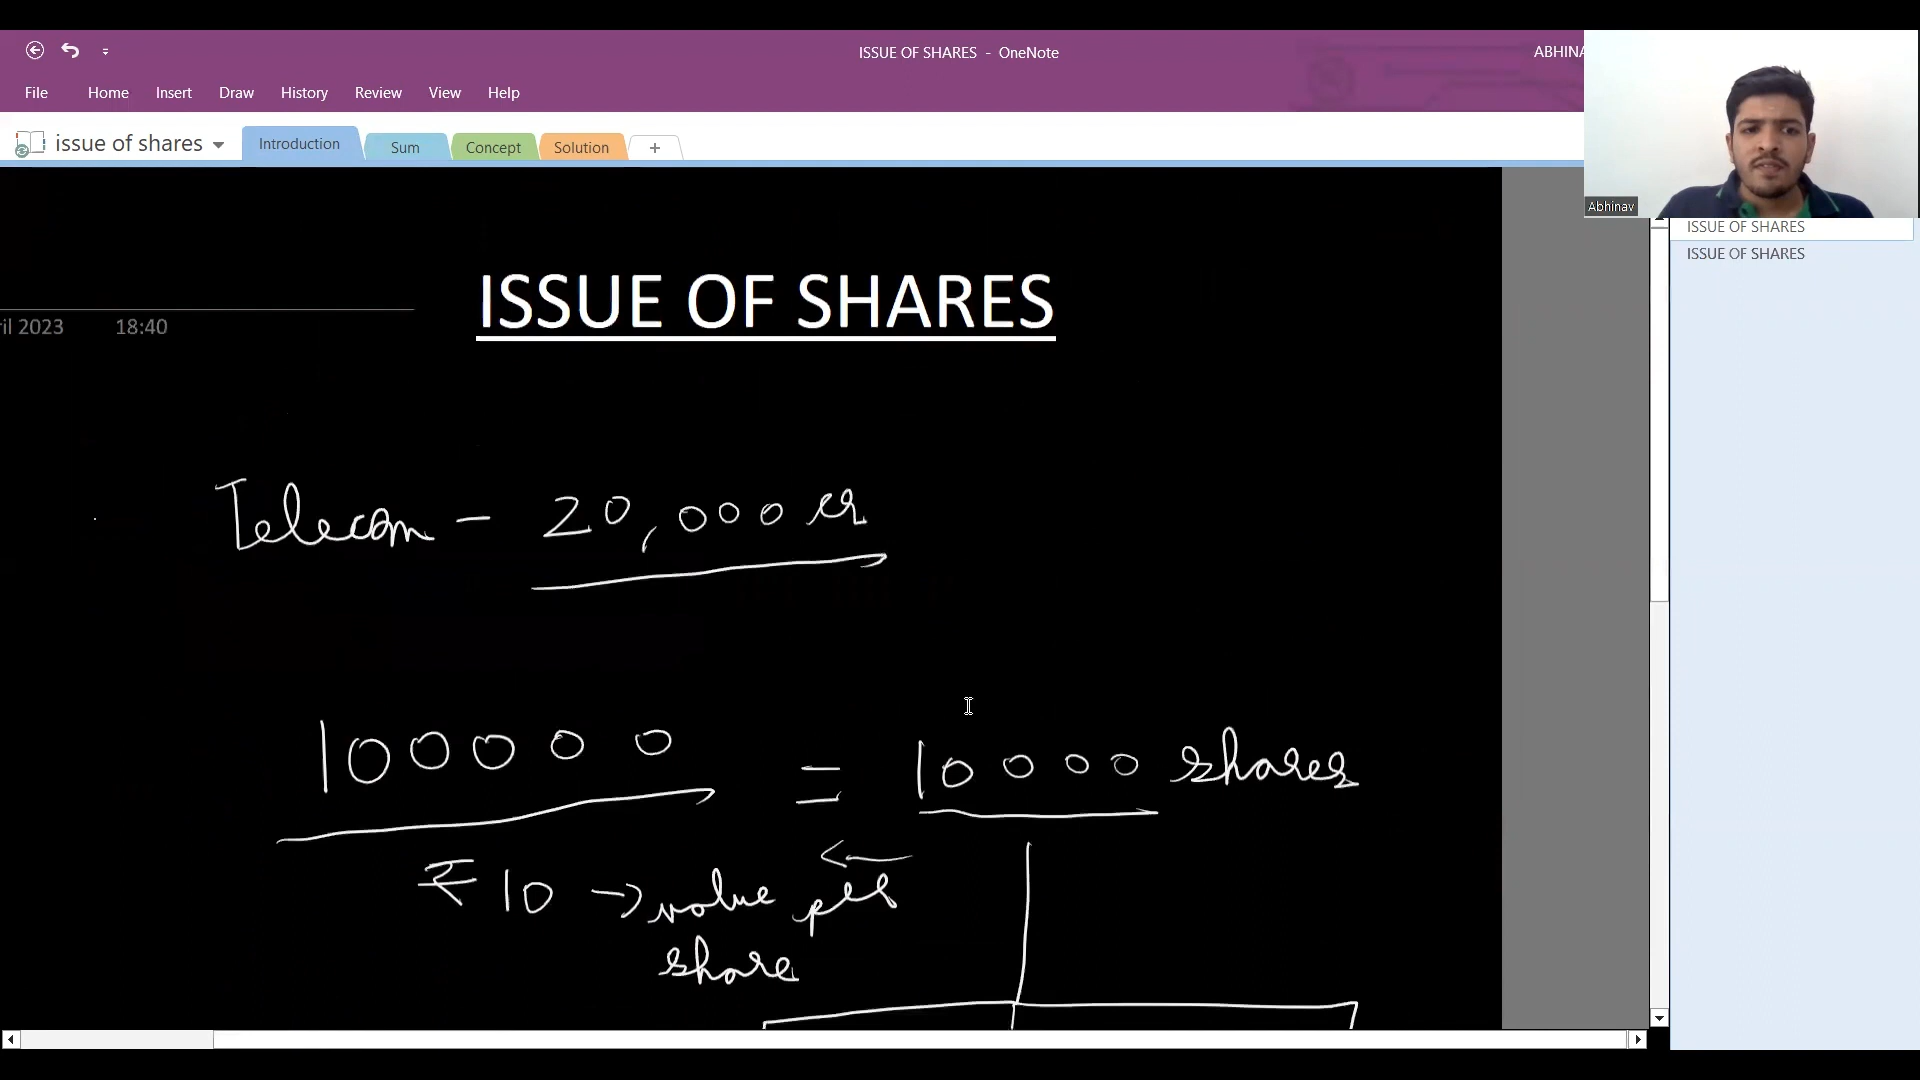 ISSUE OF SHARES - OneNote
ABHINA
File Home Insert Draw History Review View Help
issue of shares
Introduction Sum Concept Solution +
Abhinav
ISSUE OF SHARES
ISSUE OF SHARES
ISSUE OF SHARES
ril 2023 18:40
Telecom - 20,000 cr
100000 = 10000 shares
₹ 10 → value per
share